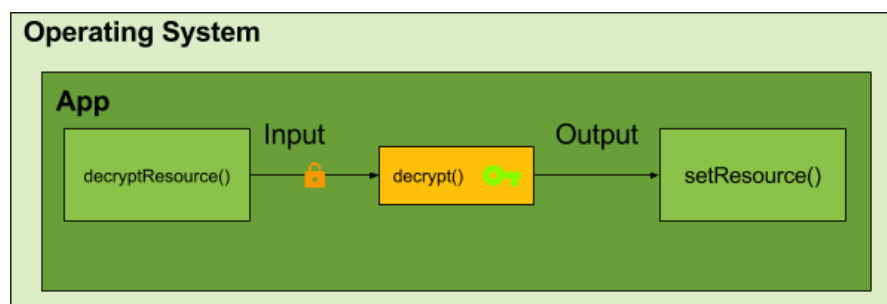 Operating System
App
Input
Output
decryptResource()
decrypt()
setResource()